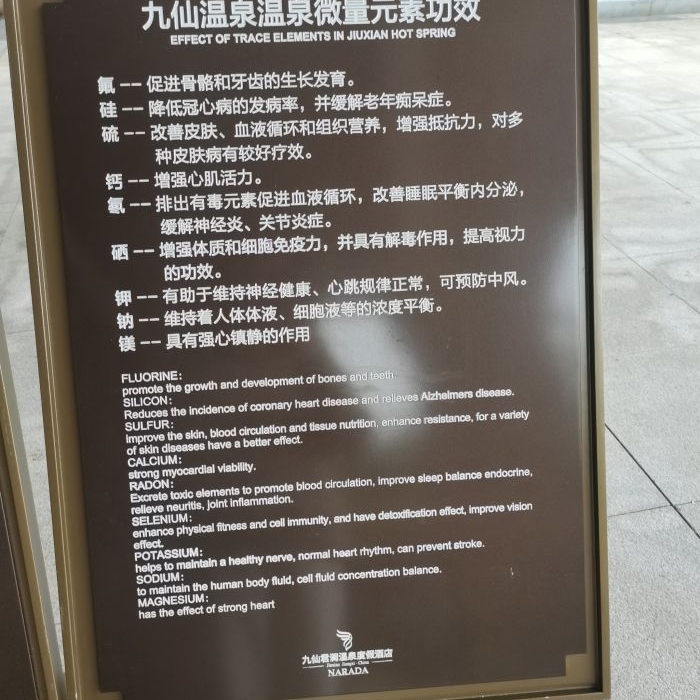 九仙温泉温泉微量元素功效
EFFECT OF TRACE ELEMENTS IN JIUXIAN HOT SPRING
氟 —— 促进骨骼和牙齿的生长发育。
硅 —— 降低冠心病的发病率，并缓解老年痴呆症。
硫 —— 改善皮肤、血液循环和组织营养，增强抵抗力，对多
种皮肤病有较好疗效。
钙 —— 增强心肌活力。
氡 —— 排出有毒元素促进血液循环，改善睡眠平衡内分泌，
缓解神经炎、关节炎症。
硒 —— 增强体质和细胞免疫力，并具有解毒作用，提高视力
的功效。
钾 —— 有助于维持神经健康、心跳规律正常，可预防中风。
钠 —— 维持着人体体液、细胞液等的浓度平衡。
镁 —— 具有强心镇静的作用
FLUORINE:
promote the growth and development of bones and teeth.
SILICON:
Reduces the incidence of coronary heart disease and relieves Alzheimers disease.
SULFUR:
improve the skin, blood circulation and tissue nutrition, enhance resistance, for a variety
of skin diseases have a better effect.
CALCIUM:
strong myocardial viability.
RADON:
Excrete toxic elements to promote blood circulation, improve sleep balance endocrine,
relieve neuritis, joint inflammation.
SELENIUM:
enhance physical fitness and cell immunity, and have detoxification effect, improve vision
effect.
POTASSIUM:
helps to maintain a healthy nerve, normal heart rhythm, can prevent stroke.
SODIUM:
to maintain the human body fluid, cell fluid concentration balance.
MAGNESIUM:
has the effect of strong heart
九仙君澜温泉度假酒店
NARADA